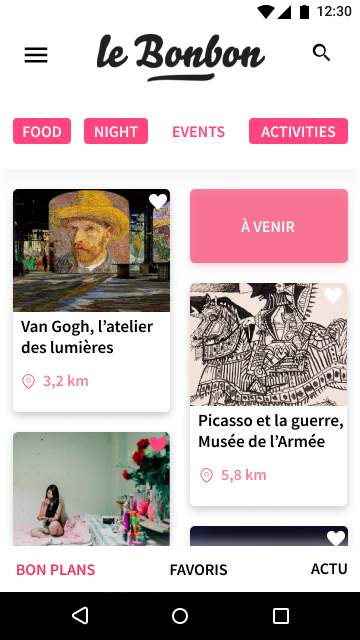 12:30
le Bonbon
FOOD
NIGHT
EVENTS
ACTIVITIES
À VENIR
Van Gogh, l’atelier
des lumières
3,2 km
Picasso et la guerre,
Musée de l’Armée
5,8 km
BON PLANS
FAVORIS
ACTU